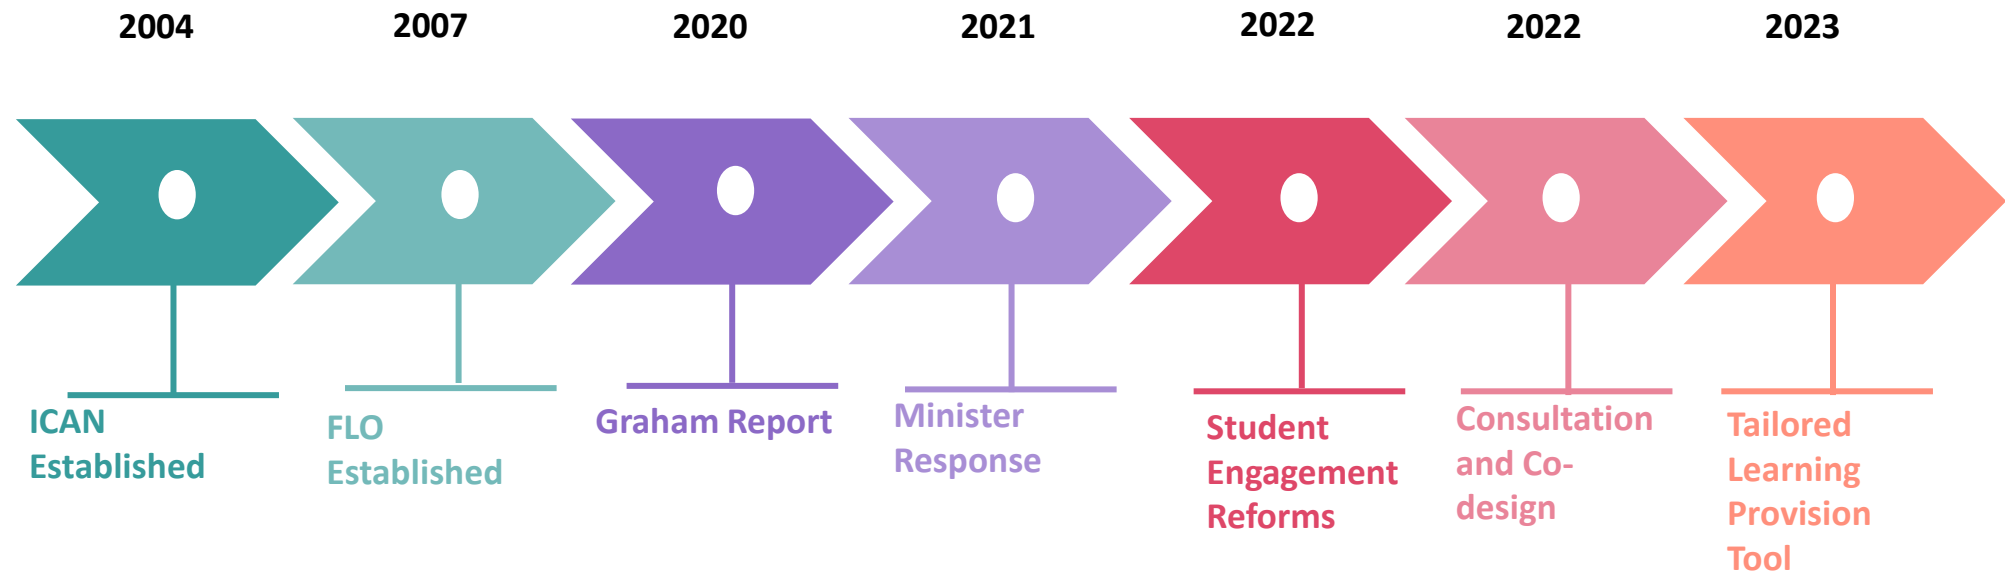 2004 2007 2020 2021 2022 2022 2023
ICAN
Established
FLO
Established
Graham Report
Minister
Response
Student
Engagement
Reforms
Consultation
and Co-
design
Tailored
Learning
Provision
Tool